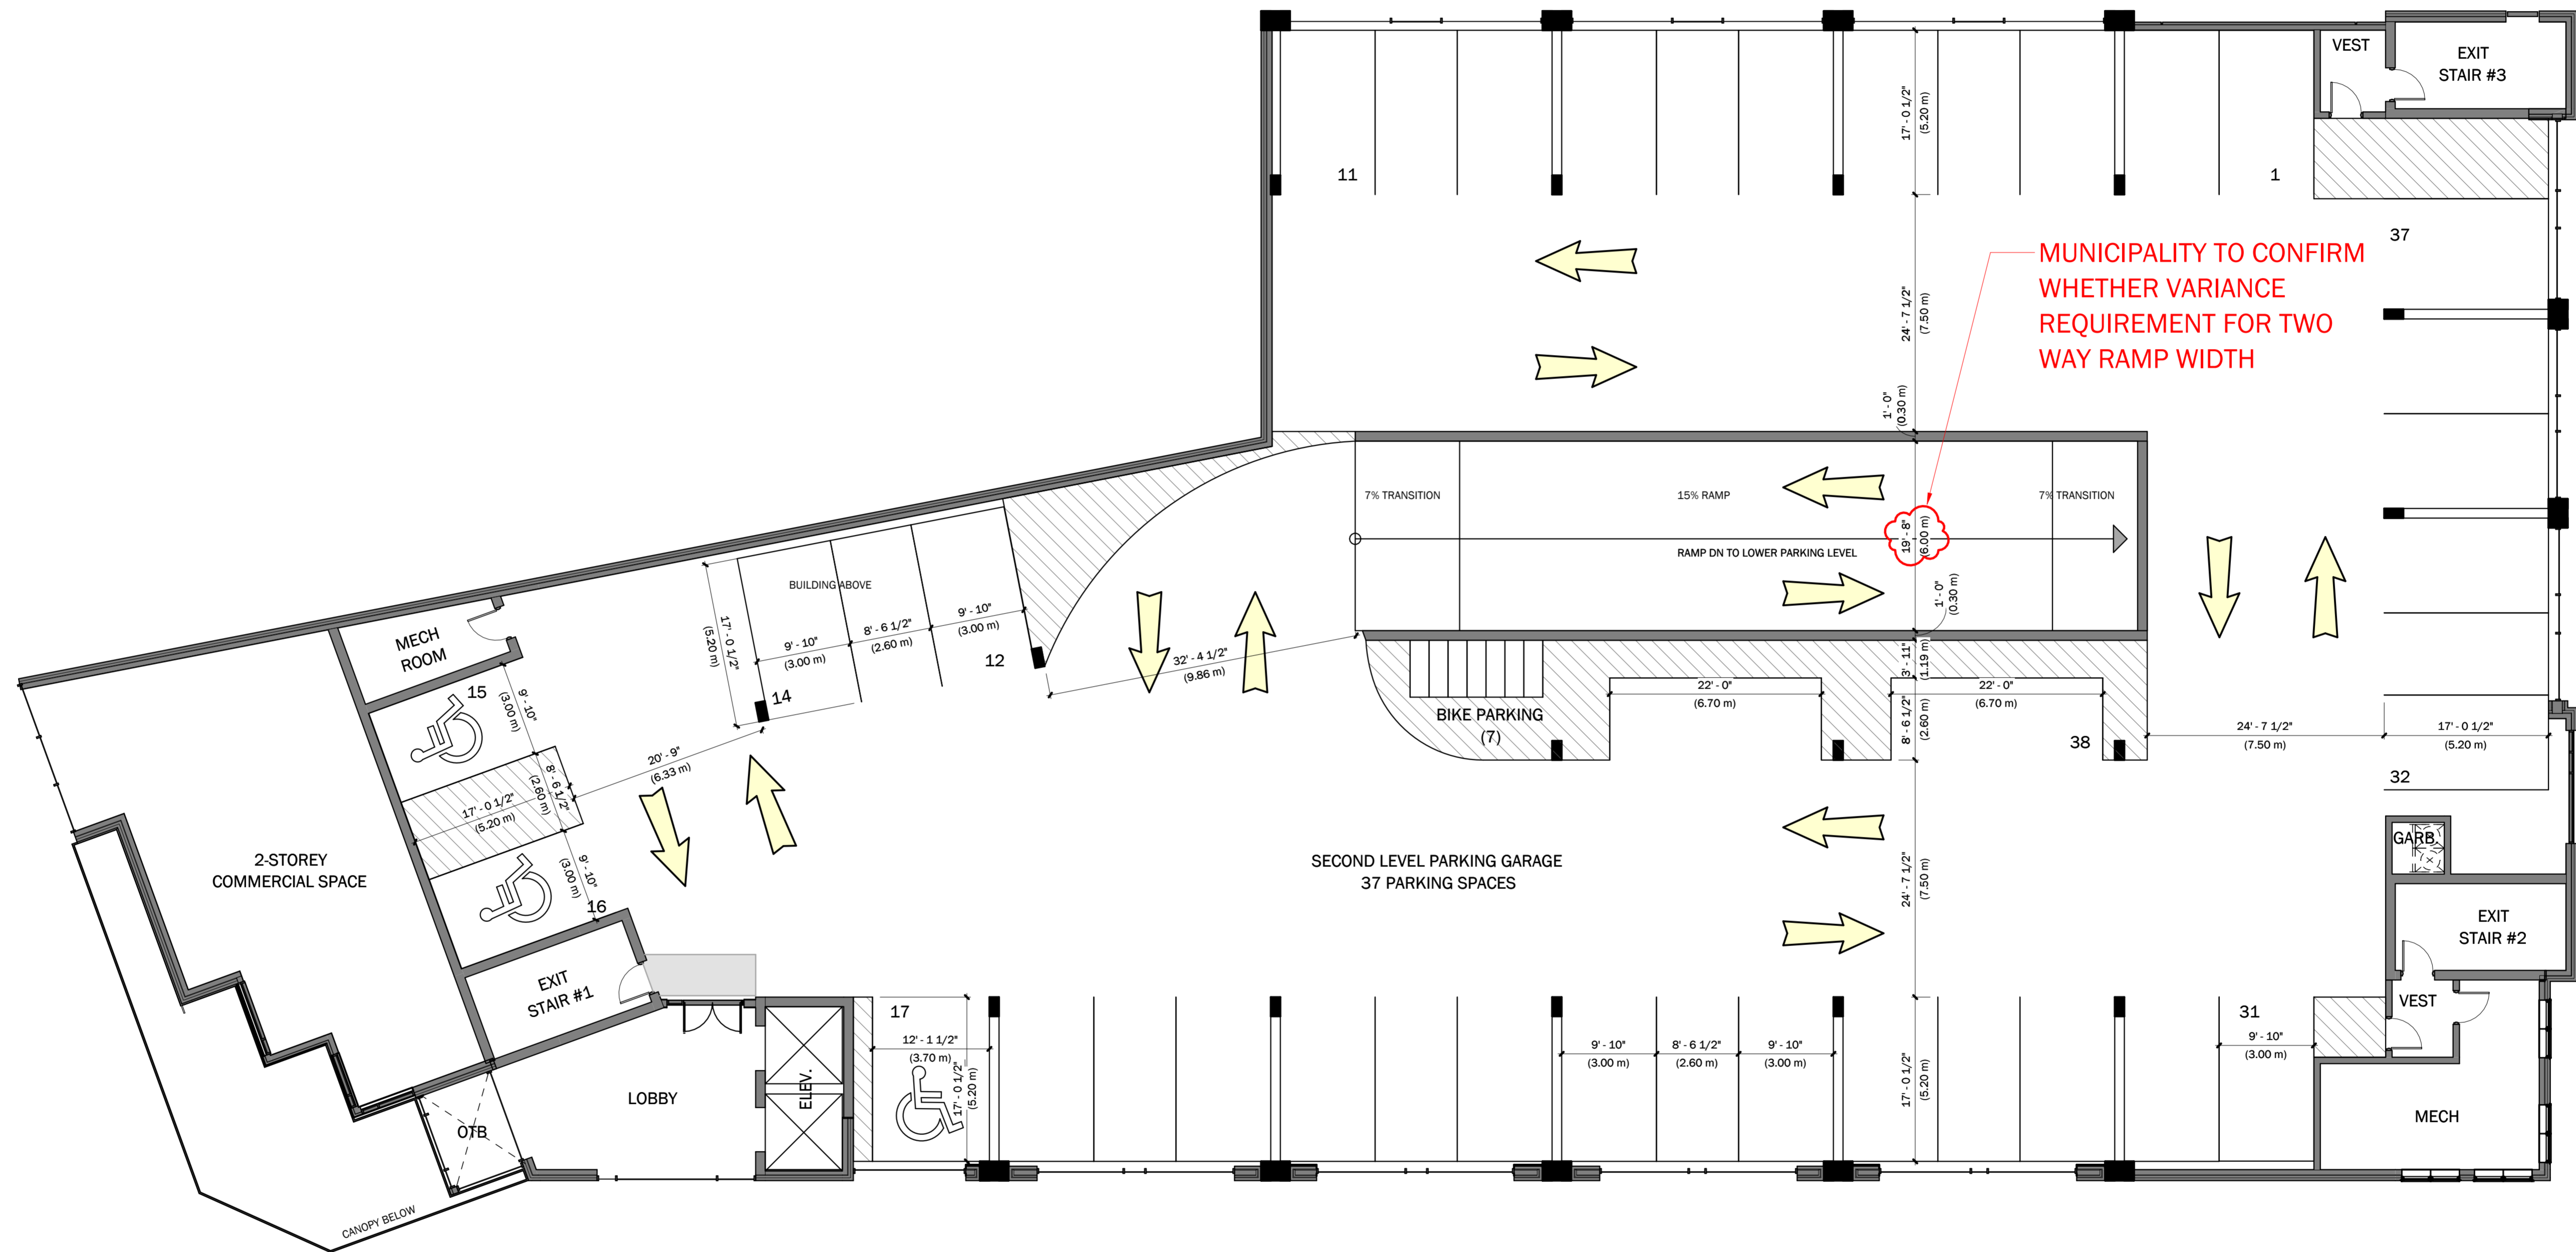 VEST
EXIT
STAIR #3
17' - 0 1/2"
(5.20 m)
11
1
37
MUNICIPALITY TO CONFIRM
WHETHER VARIANCE
REQUIREMENT FOR TWO
WAY RAMP WIDTH
24' - 7 1/2"
(7.50 m)
1' - 0"
(0.30 m)
7% TRANSITION
15% RAMP
7% TRANSITION
19' - 8"
(6.00 m)
RAMP DN TO LOWER PARKING LEVEL
1' - 0"
(0.30 m)
BUILDING ABOVE
17' - 0 1/2"
(5.20 m)
9' - 10"
(3.00 m)
8' - 6 1/2"
(2.60 m)
9' - 10"
(3.00 m)
12
14
32' - 4 1/2"
(9.86 m)
MECH
ROOM
15
9' - 10"
(3.00 m)
3' - 11"
(1.19 m)
22' - 0"
(6.70 m)
22' - 0"
(6.70 m)
BIKE PARKING
(7)
8' - 6 1/2"
(2.60 m)
38
24' - 7 1/2"
(7.50 m)
17' - 0 1/2"
(5.20 m)
32
20' - 9"
(6.33 m)
8' - 6 1/2"
(2.60 m)
17' - 0 1/2"
(5.20 m)
9' - 10"
(3.00 m)
16
2-STOREY
COMMERCIAL SPACE
SECOND LEVEL PARKING GARAGE
37 PARKING SPACES
24' - 7 1/2"
(7.50 m)
GARB.
EXIT
STAIR #2
EXIT
STAIR #1
VEST
17
12' - 1 1/2"
(3.70 m)
17' - 0 1/2"
(5.20 m)
9' - 10"
(3.00 m)
8' - 6 1/2"
(2.60 m)
9' - 10"
(3.00 m)
17' - 0 1/2"
(5.20 m)
31
9' - 10"
(3.00 m)
LOBBY
ELEV.
OTB
MECH
CANOPY BELOW